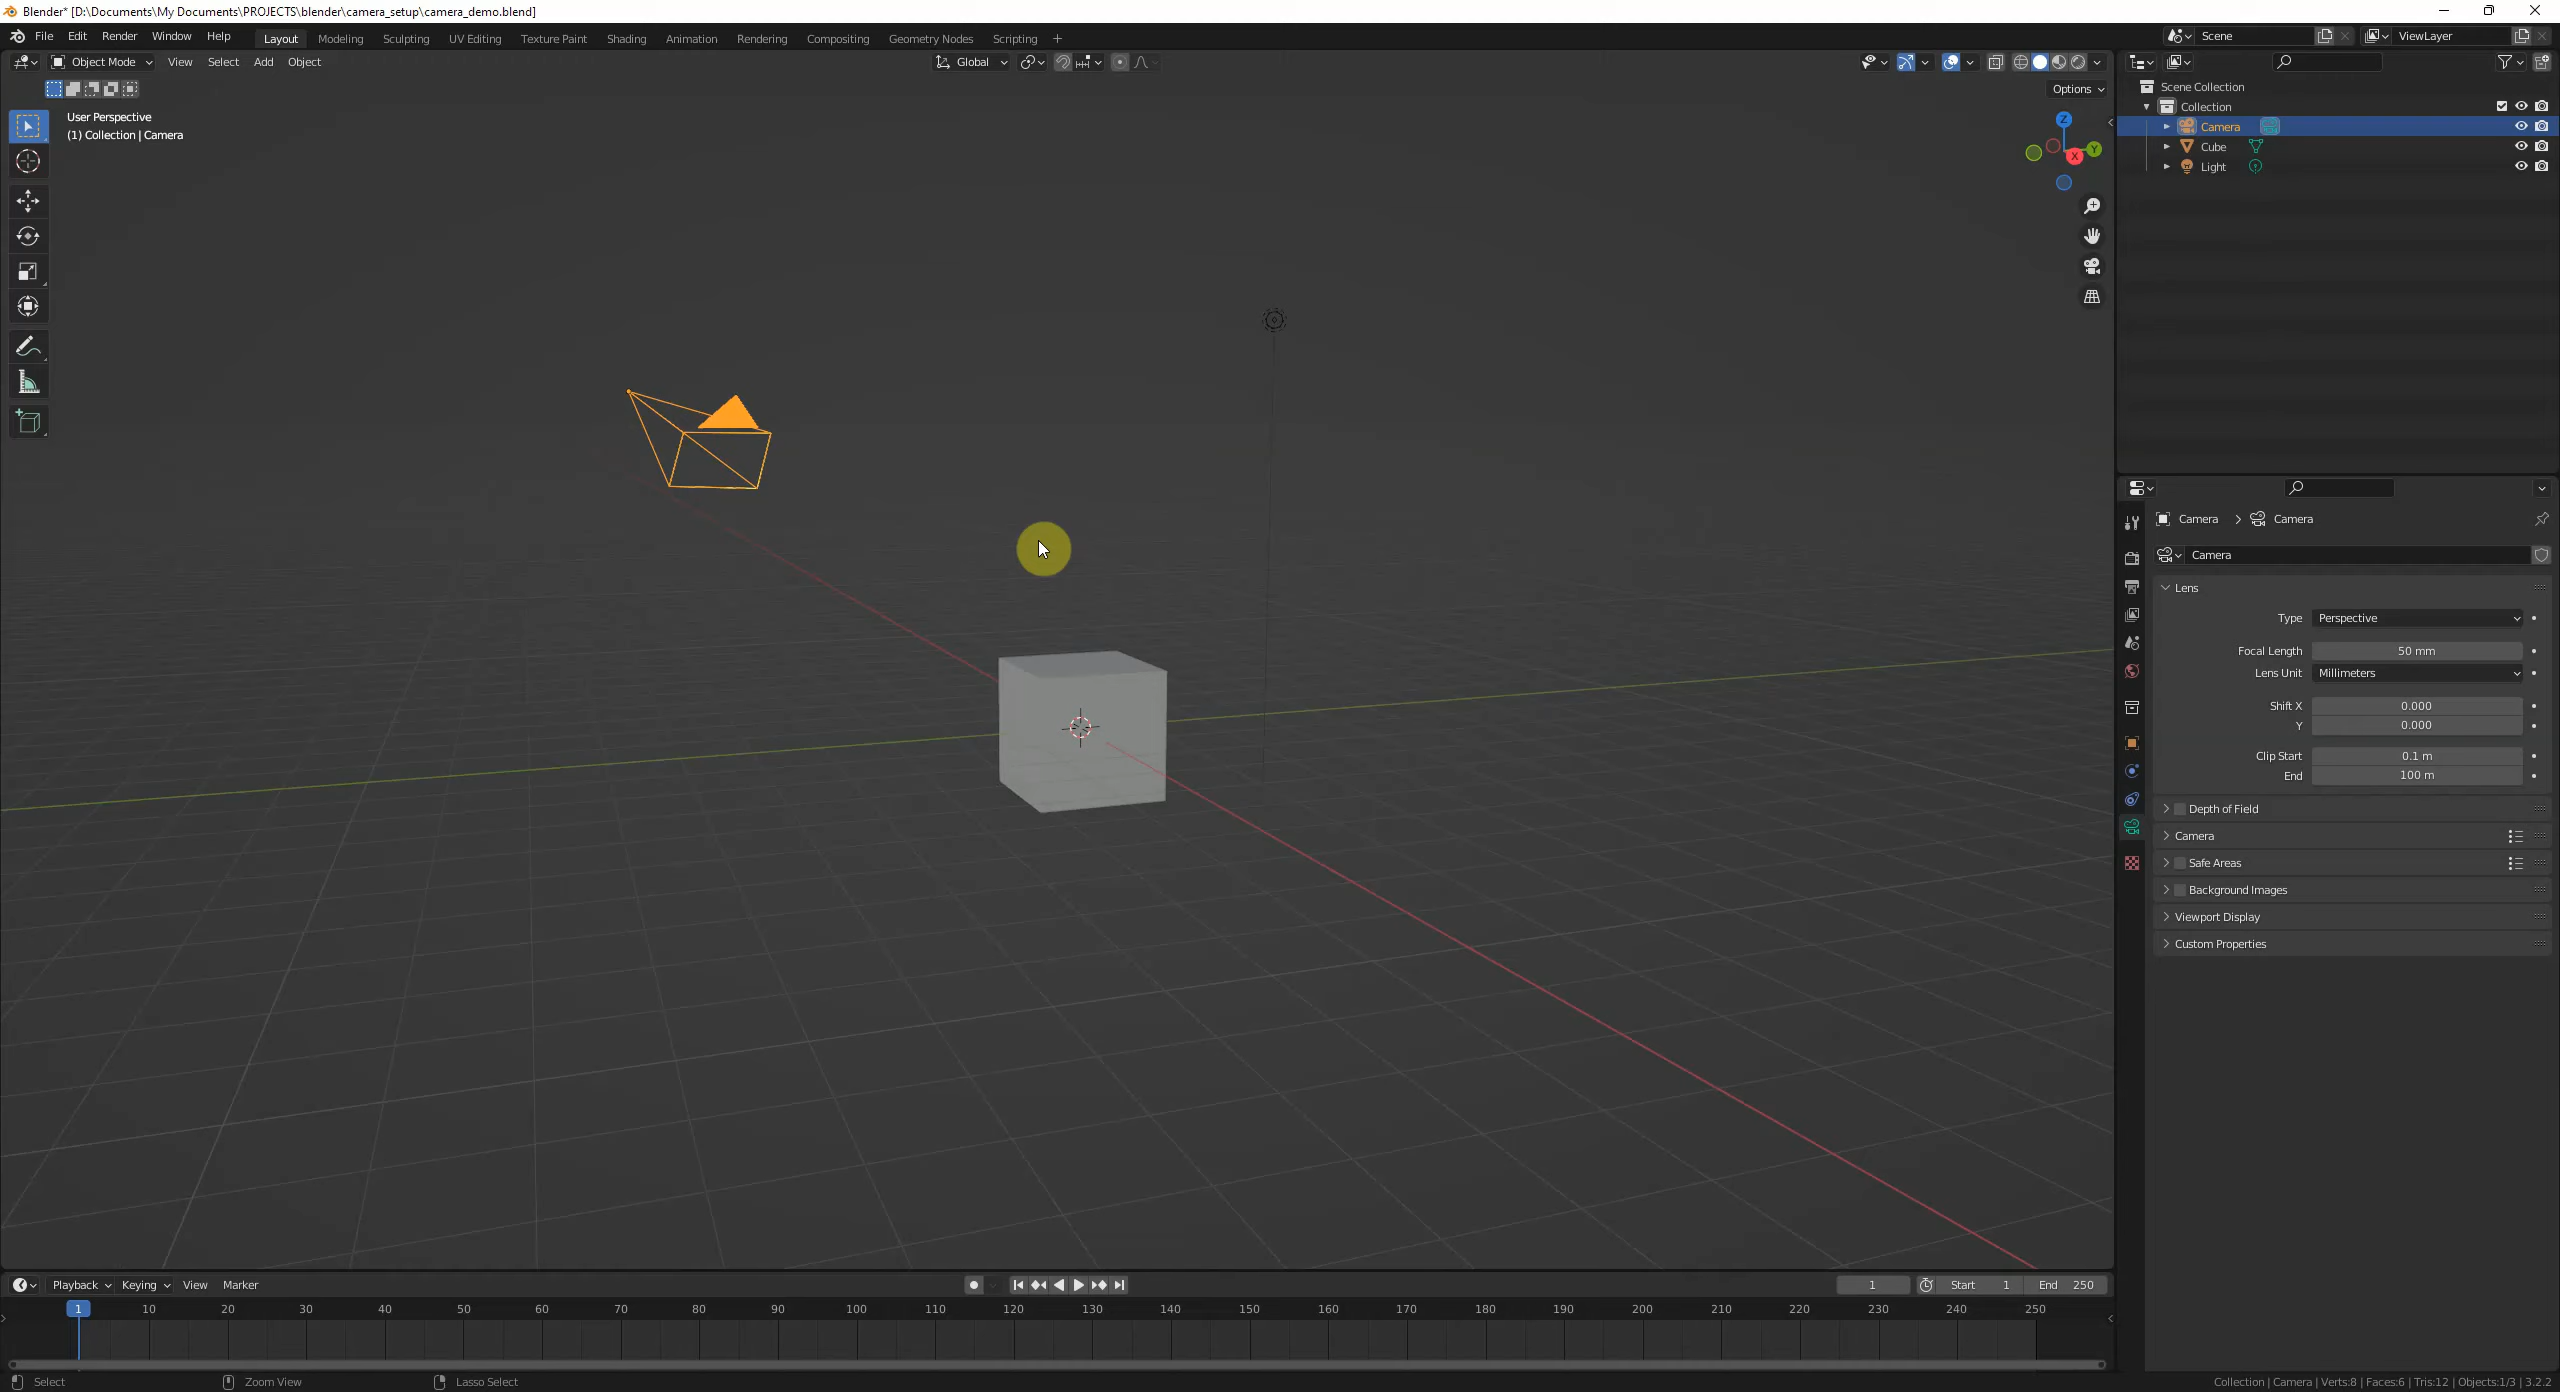 Blender* [D:\Documents\My Documents\PROJECTS\blender\camera_setup\camera_demo.blend]
File Edit Render Window Help Layout Modeling Sculpting UV Editing Texture Paint Shading Animation Rendering Compositing Geometry Nodes Scripting + Scene ViewLayer
Object Mode View Select Add Object Global
Options
User Perspective
(1) Collection | Camera
Z
Y
X
Scene Collection
Collection
Camera
Cube
Light
Camera > Camera
Camera
Lens
Type Perspective
Focal Length 50 mm
Lens Unit Millimeters
Shift X 0.000
Y 0.000
Clip Start 0.1 m
End 100 m
Depth of Field
Camera
Safe Areas
Background Images
Viewport Display
Custom Properties
Playback Keying View Marker 1 Start 1 End 250
1 10 20 30 40 50 60 70 80 90 100 110 120 130 140 150 160 170 180 190 200 210 220 230 240 250
Select Zoom View Lasso Select Collection | Camera | Verts:8 | Faces:6 | Tris:12 | Objects:1/3 | 3.2.2